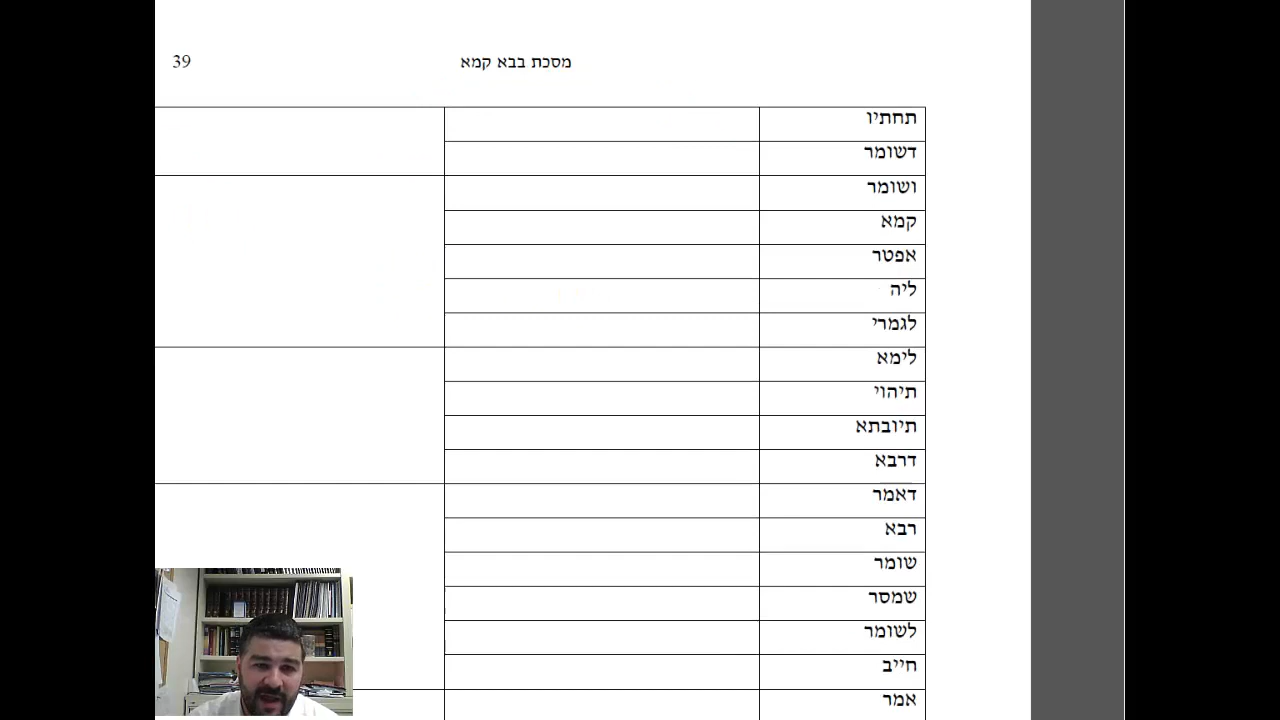 מסכת בבא קמא 39
תחתיו
דשומר
ושומר
קמא
אפטר
ליה
לגמרי
לימא
תיהוי
תיובתא
דרבא
דאמר
רבא
שומר
שמסר
לשומר
חייב
אמר